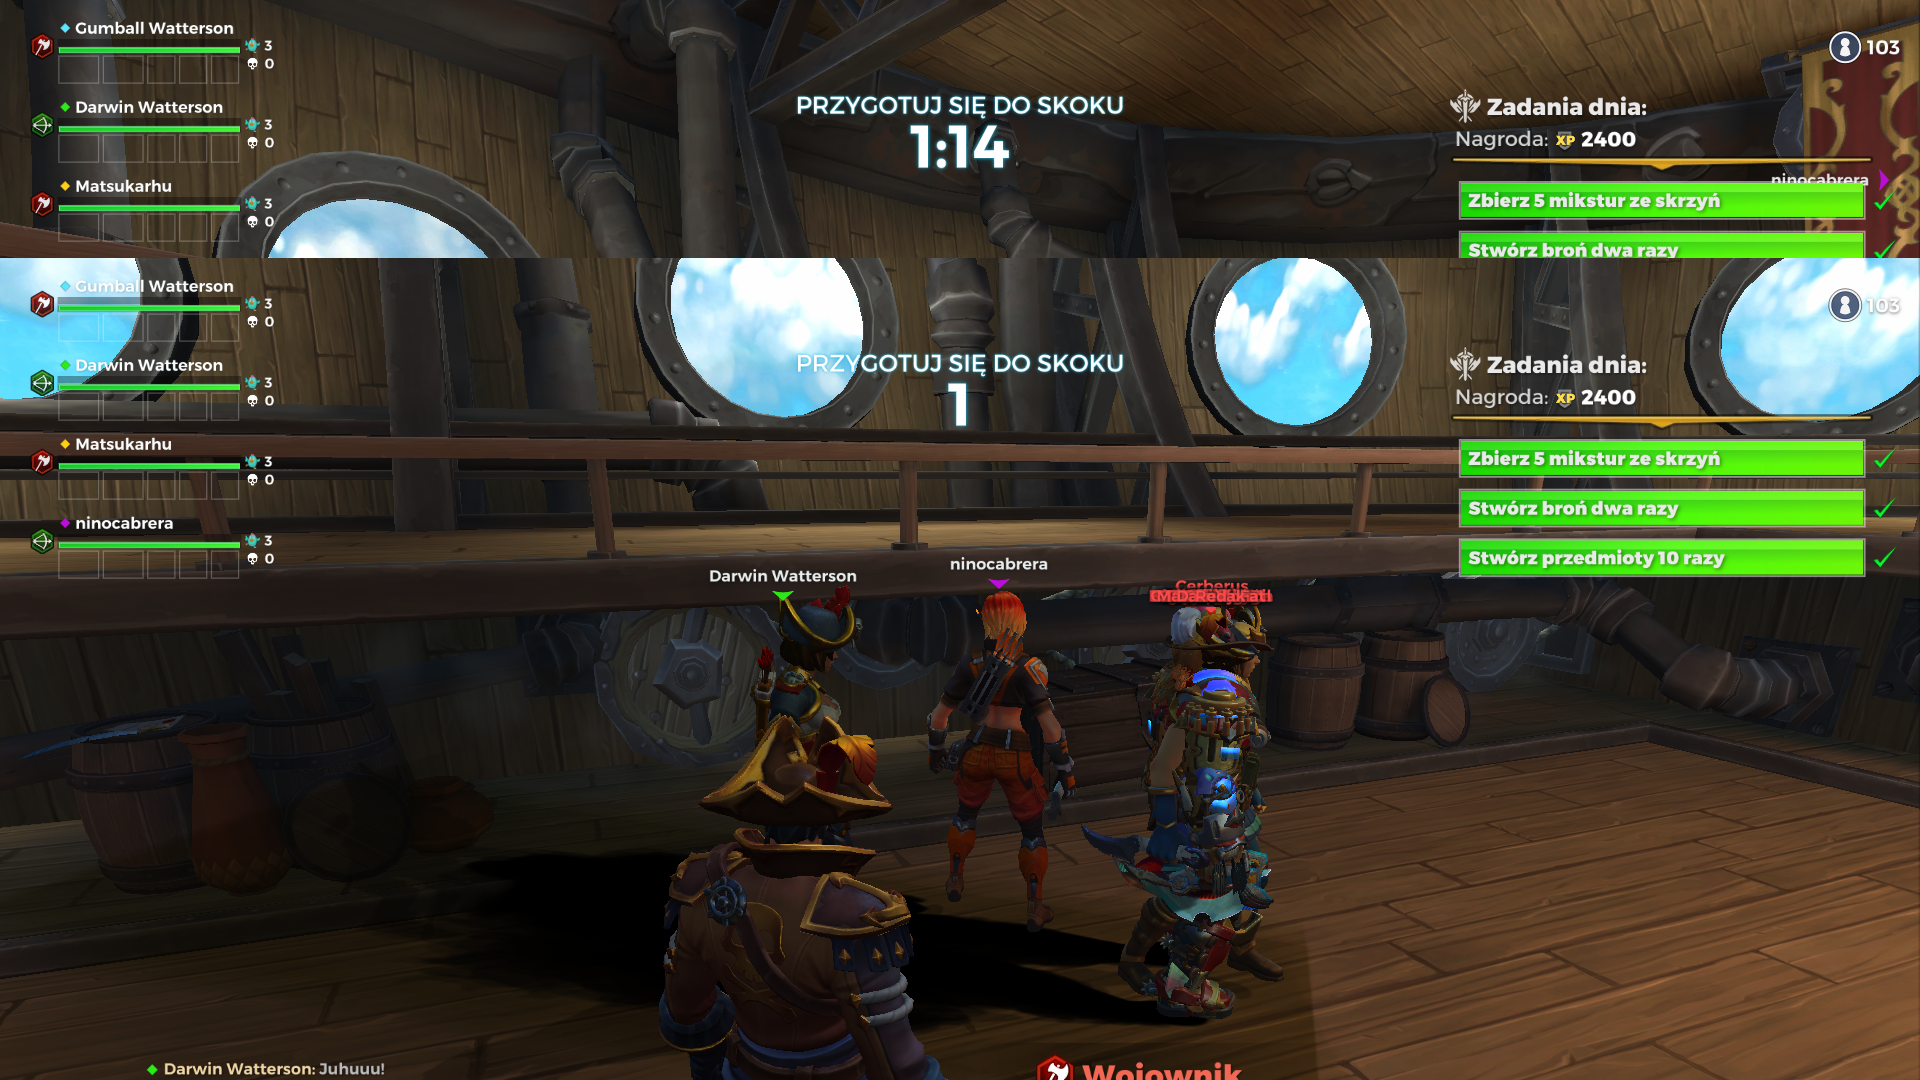 Gumball Watterson
3
0
Darwin Watterson
3
0
Matsukarhu
3
0
PRZYGOTUJ SIĘ DO SKOKU
1:14
103
Zadania dnia:
Nagroda: XP 2400
ninocabrera
Zbierz 5 mikstur ze skrzyń
Stwórz broń dwa razy
Gumball Watterson
3
0
Darwin Watterson
3
0
Matsukarhu
3
0
ninocabrera
3
0
PRZYGOTUJ SIĘ DO SKOKU
1
103
Zadania dnia:
Nagroda: XP 2400
Zbierz 5 mikstur ze skrzyń
Stwórz broń dwa razy
Stwórz przedmioty 10 razy
Darwin Watterson
ninocabrera
Cerberus
Darwin Watterson: Juhuuu!
Wojownik